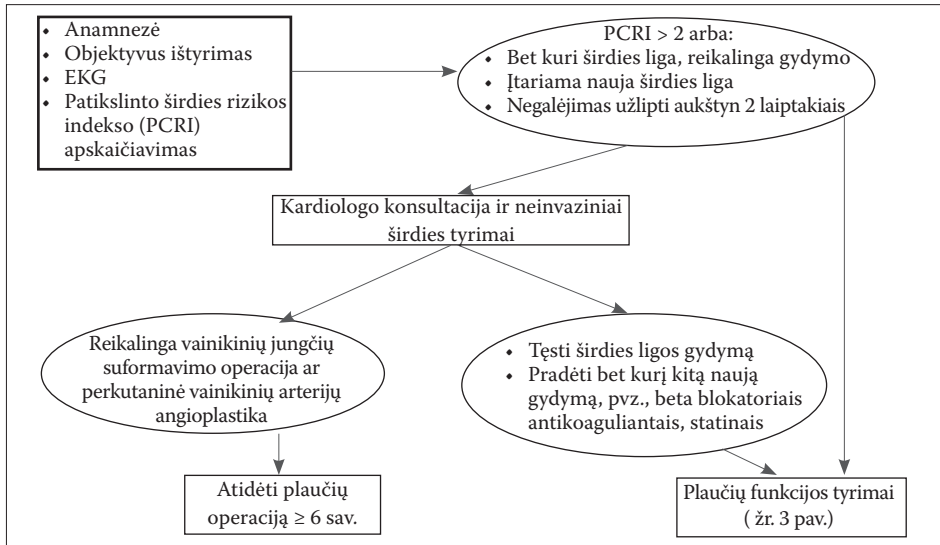 • Anamnezė
• Objektyvus ištyrimas
• EKG
• Patikslinto širdies rizikos
indekso (PCRI)
apskaičiavimas
PCRI > 2 arba:
• Bet kuri širdies liga, reikalinga gydymo
• Įtariama nauja širdies liga
• Negalėjimas užlipti aukštyn 2 laiptakiais
Kardiologo konsultacija ir neinvaziniai
širdies tyrimai
Reikalinga vainikinių jungčių
suformavimo operacija ar
perkutaninė vainikinių arterijų
angioplastika
• Tęsti širdies ligos gydymą
• Pradėti bet kurį kitą naują
gydymą, pvz., beta blokatoriais
antikoaguliantais, statinais
Atidėti plaučių
operaciją ≥ 6 sav.
Plaučių funkcijos tyrimai
( žr. 3 pav.)